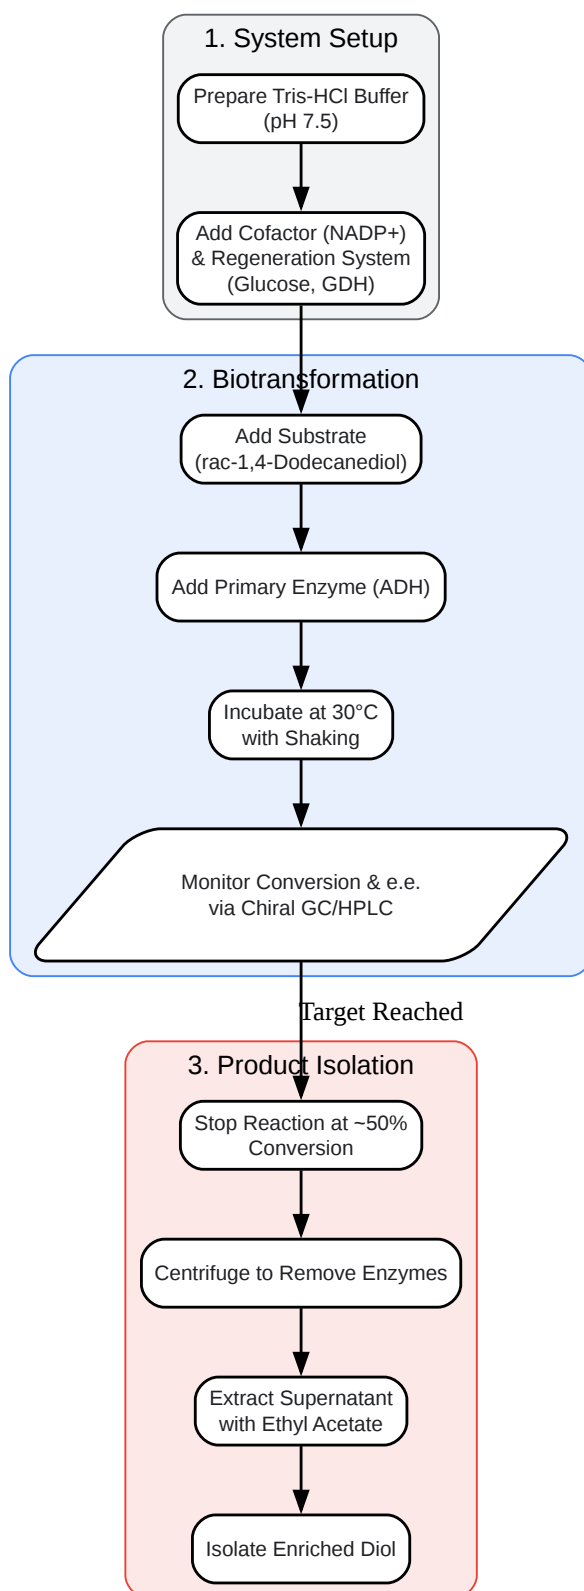 1. System Setup
Prepare Tris-HCl Buffer
(pH 7.5)
Add Cofactor (NADP+)
& Regeneration System
(Glucose, GDH)
2. Biotransformation
Add Substrate
(rac-1,4-Dodecanediol)
Add Primary Enzyme (ADH)
Incubate at 30°C
with Shaking
Monitor Conversion & e.e.
via Chiral GC/HPLC
Target Reached
3. Product Isolation
Stop Reaction at ~50%
Conversion
Centrifuge to Remove Enzymes
Extract Supernatant
with Ethyl Acetate
Isolate Enriched Diol